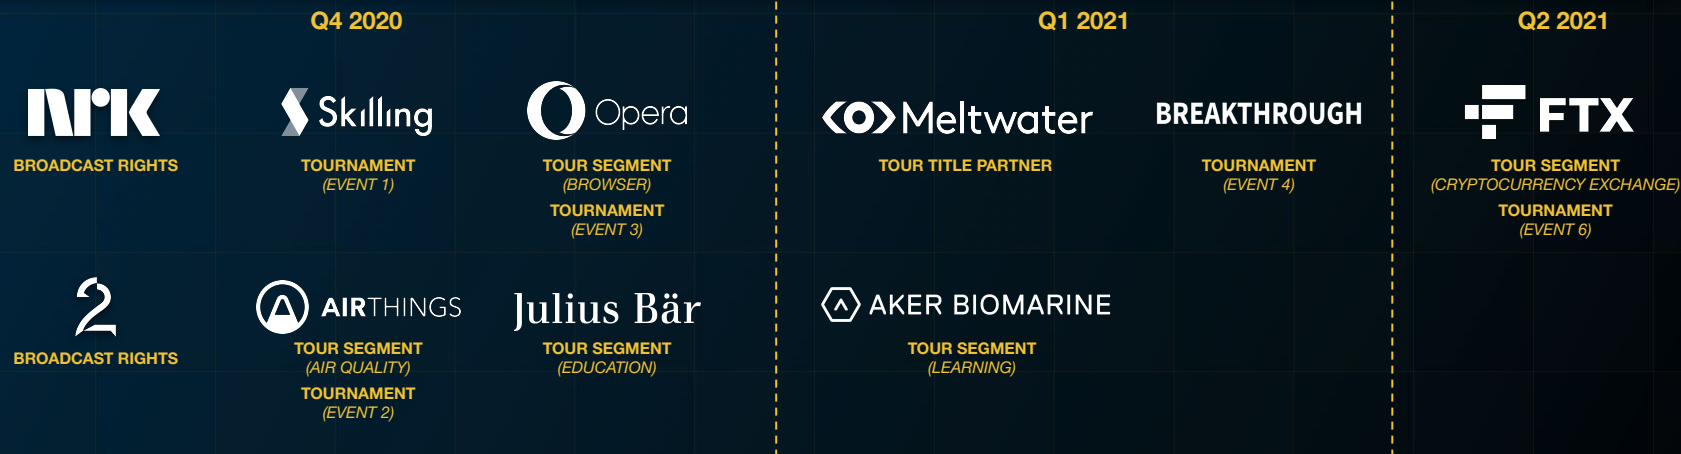 Q4 2020
Q1 2021
Q2 2021
NRK
BROADCAST RIGHTS
Skilling
TOURNAMENT
(EVENT 1)
Opera
TOUR SEGMENT
(BROWSER)
TOURNAMENT
(EVENT 3)
Meltwater
TOUR TITLE PARTNER
BREAKTHROUGH
TOURNAMENT
(EVENT 4)
FTX
TOUR SEGMENT
(CRYPTOCURRENCY EXCHANGE)
TOURNAMENT
(EVENT 6)
2
BROADCAST RIGHTS
AIRTHINGS
TOUR SEGMENT
(AIR QUALITY)
TOURNAMENT
(EVENT 2)
Julius Bär
TOUR SEGMENT
(EDUCATION)
AKER BIOMARINE
TOUR SEGMENT
(LEARNING)